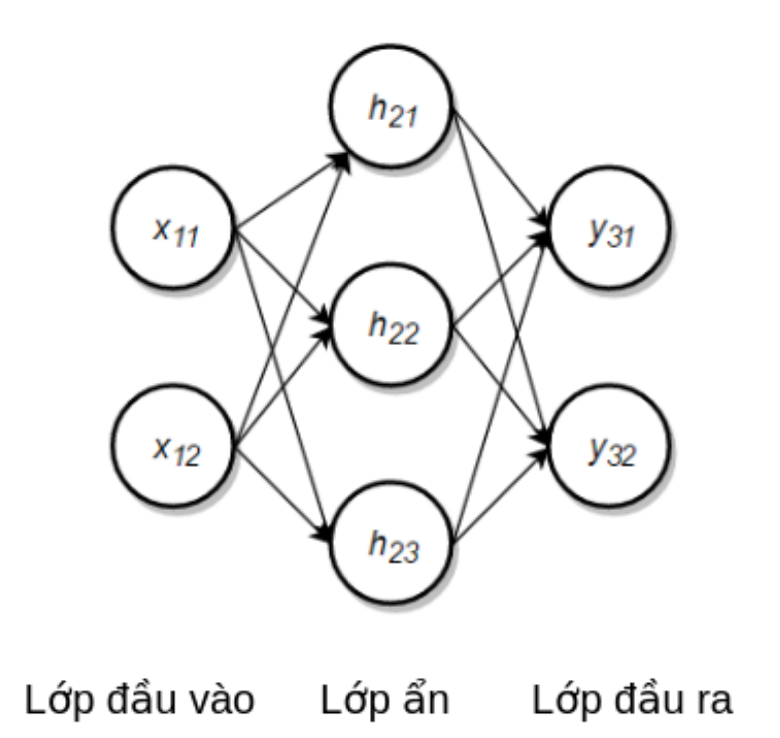 h21
x11
y31
h22
x12
y32
h23
Lớp đầu vào Lớp ẩn Lớp đầu ra